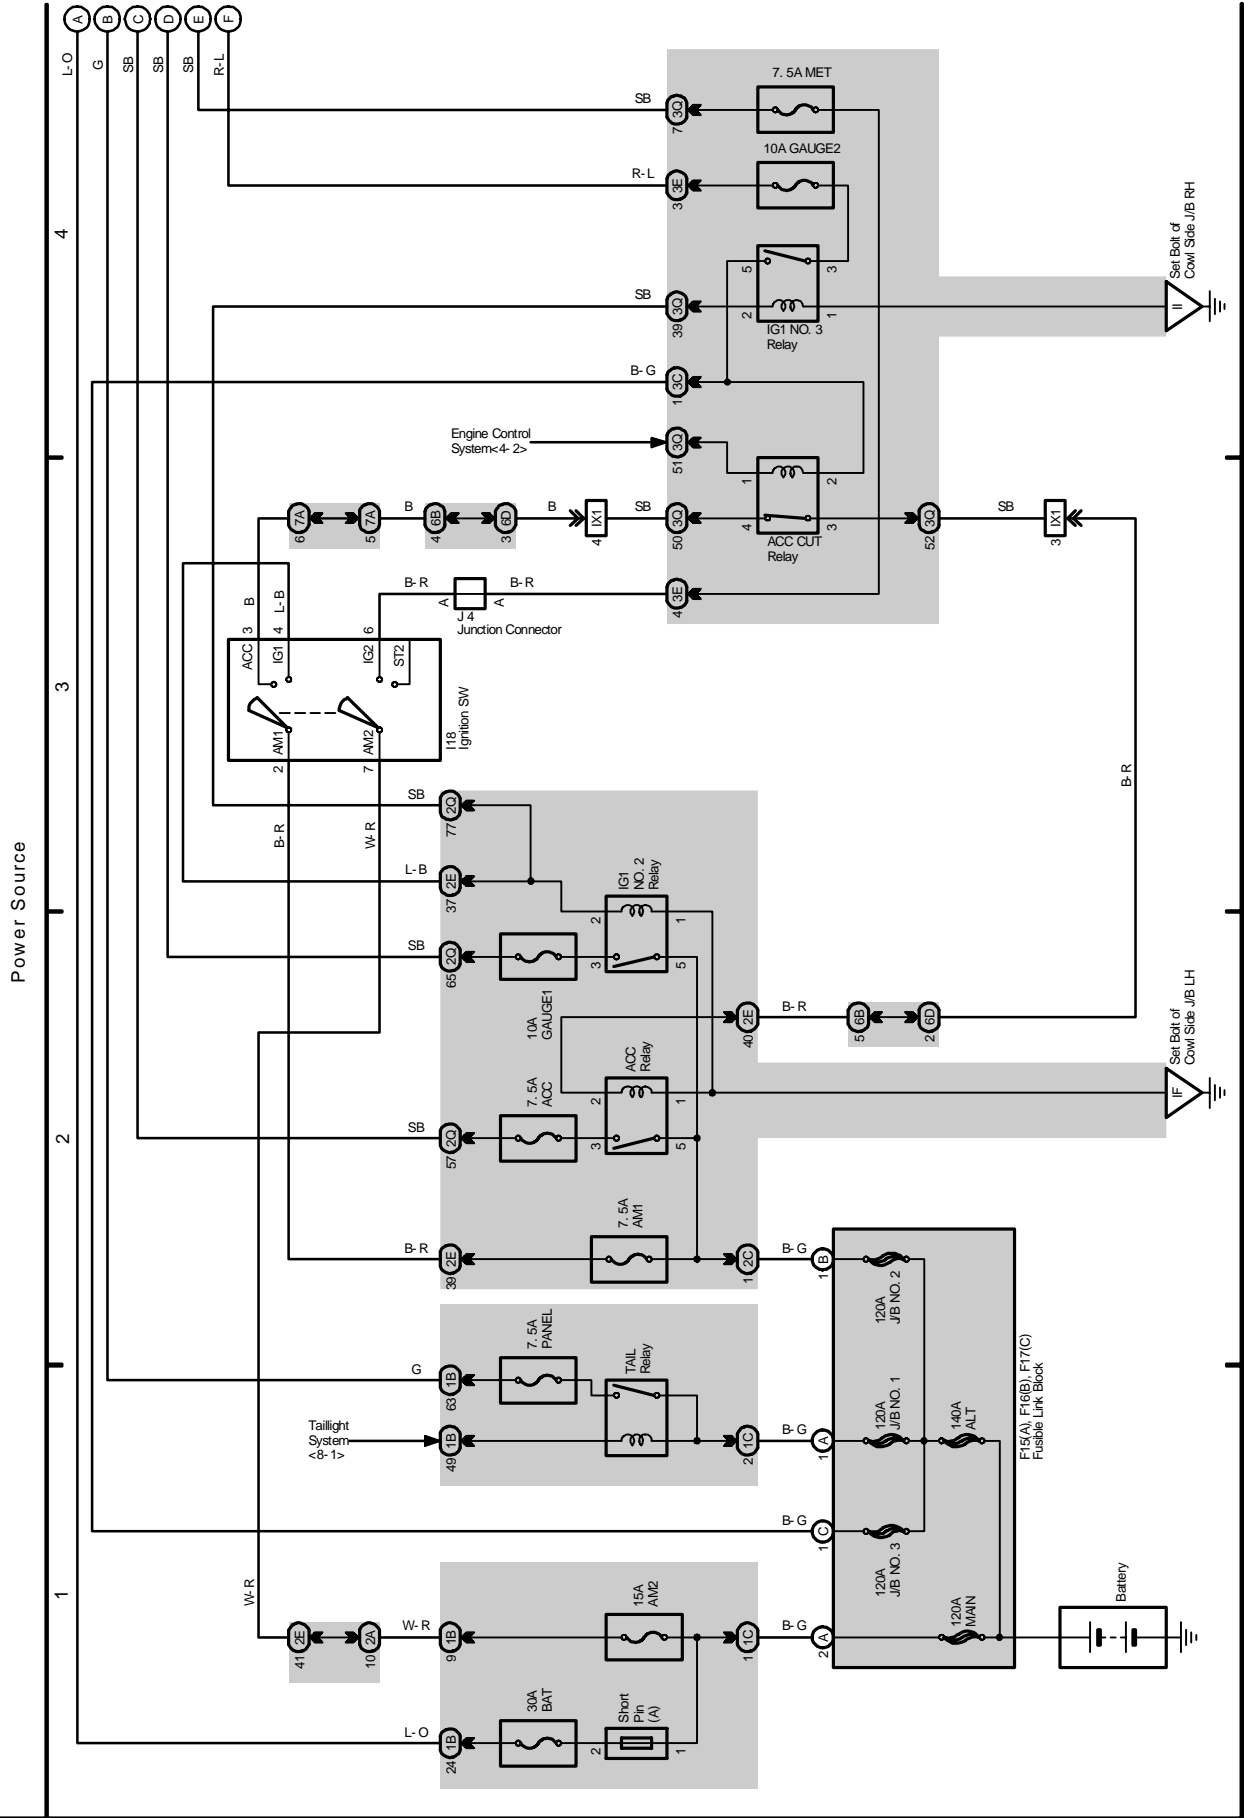 Power Source
1
2
3
4
A
B
C
D
E
F
L- O
G
SB
SB
SB
R- L
SB
7
3Q
7. 5A MET
R- L
3
3E
10A GAUGE2
SB
39
3Q
5
3
2
1
IG1 NO. 3
Relay
B- G
1
3C
Engine Control
System<4- 2>
51
3Q
1
2
4
3
ACC CUT
Relay
6
7A
5
7A
B
4
6B
3
6D
B
4
IX1
SB
50
3Q
52
3Q
SB
3
IX1
B- R
A
A
B- R
J 4
Junction Connector
4
3E
II
Set Bolt of
Cowl Side J/B RH
B
L- B
ACC
3
IG1
4
IG2
6
ST2
2
AM1
7
AM2
I18
Ignition SW
B- R
W- R
SB
77
2Q
L- B
37
2E
IG1
NO. 2
Relay
2
1
3
5
SB
65
2Q
10A
GAUGE1
40
2E
B- R
5
6B
2
6D
B- R
ACC
Relay
7. 5A
ACC
2
1
3
5
SB
57
2Q
IF
Set Bolt of
Cowl Side J/B LH
B- R
39
2E
7. 5A
AM1
1
2C
B- G
1
B
120A
J/B NO. 2
G
63
1B
7. 5A
PANEL
TAIL
Relay
Taillight
System
<8- 1>
49
1B
2
1C
B- G
1
A
120A
J/B NO. 1
140A
ALT
F15(A), F16(B), F17(C)
Fusible Link Block
B- G
1
C
120A
J/B NO. 3
W- R
41
2E
10
2A
W- R
9
1B
15A
AM2
1
1C
B- G
2
A
120A
MAIN
Battery
L- O
24
1B
30A
BAT
Short
Pin
(A)
2
1